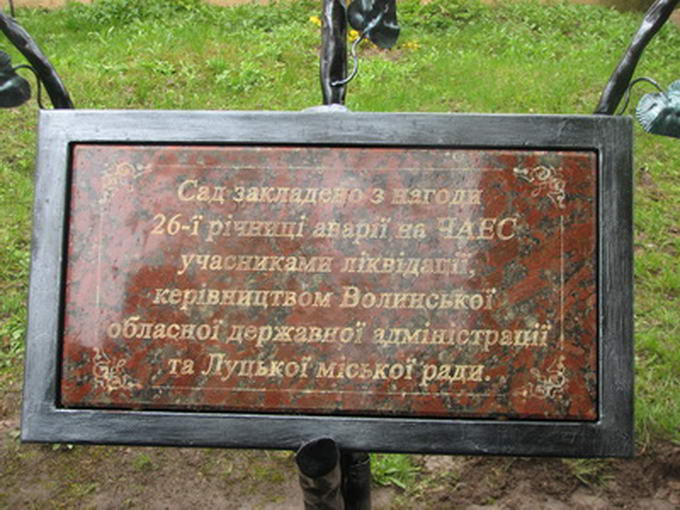 Сад закладено з нагоди
26-ї річниці аварії на ЧАЕС
учасниками ліквідації,
керівництвом Волинської
обласної державної адміністрації
та Луцької міської ради.